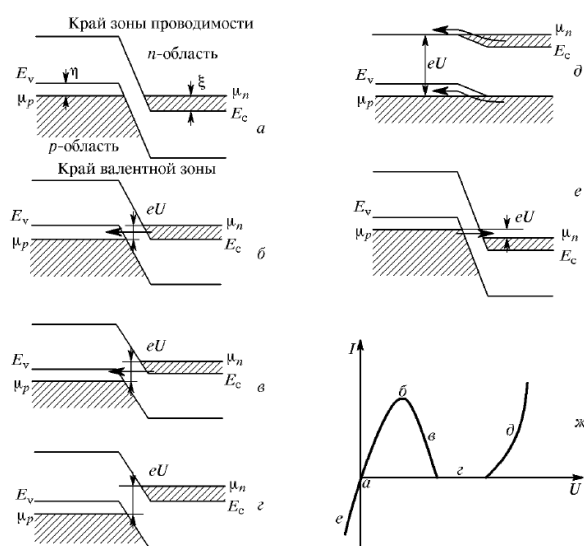 Край зоны проводимости
n-область
E_v
η
ξ
μ_n
μ_p
E_c
а
p-область
Край валентной зоны
eU
E_v
μ_n
μ_p
E_c
б
eU
E_v
μ_n
μ_p
E_c
в
eU
μ_n
E_v
E_c
μ_p
г
μ_n
E_c
eU
E_v
μ_p
д
е
E_v
eU
μ_p
μ_n
E_c
I
б
в
д
ж
а
г
U
е